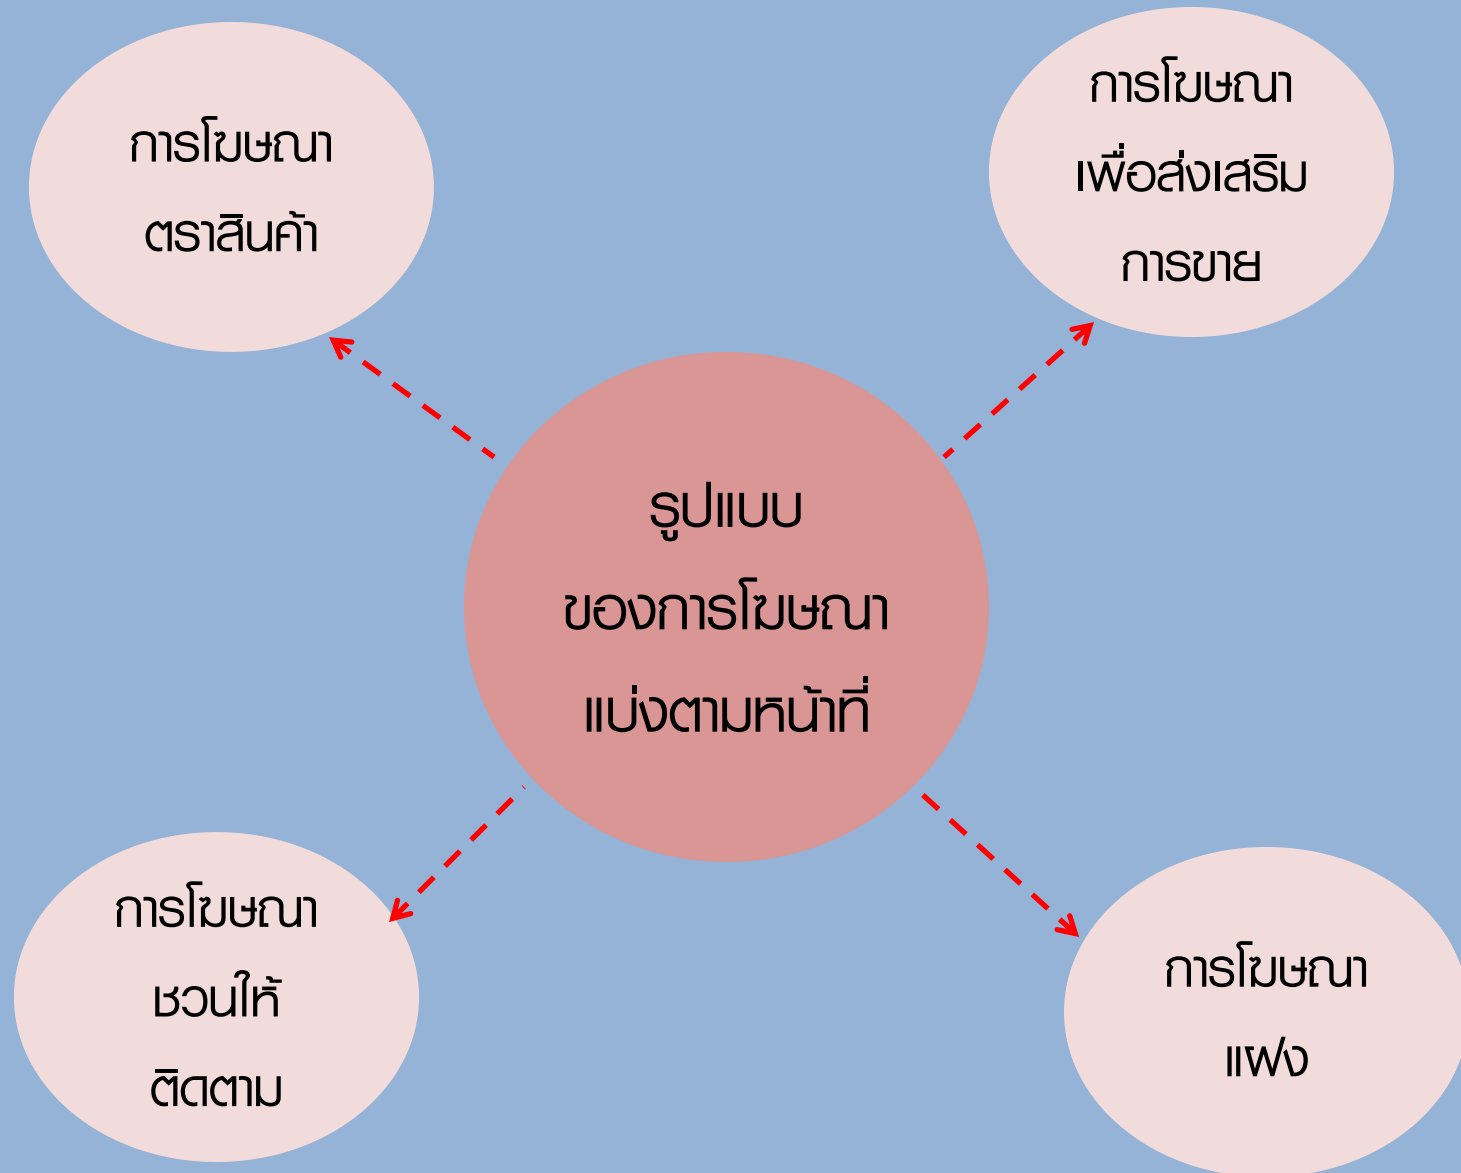 การโฆษณา
ตราสินค้า
การโฆษณา
เพื่อส่งเสริม
การขาย
รูปแบบ
ของการโฆษณา
แบ่งตามหน้าที่
การโฆษณา
ชวนให้
ติดตาม
การโฆษณา
แฝง